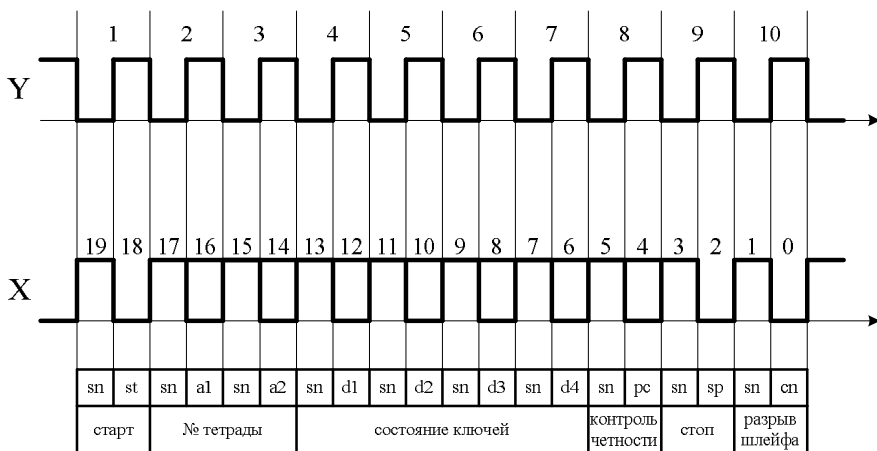 1 2 3 4 5 6 7 8 9 10
Y
19 18 17 16 15 14 13 12 11 10 9 8 7 6 5 4 3 2 1 0
X
sn st sn a1 sn a2 sn d1 sn d2 sn d3 sn d4 sn pc sn sp sn cn
старт № тетрады состояние ключей контроль четности стоп разрыв шлейфа